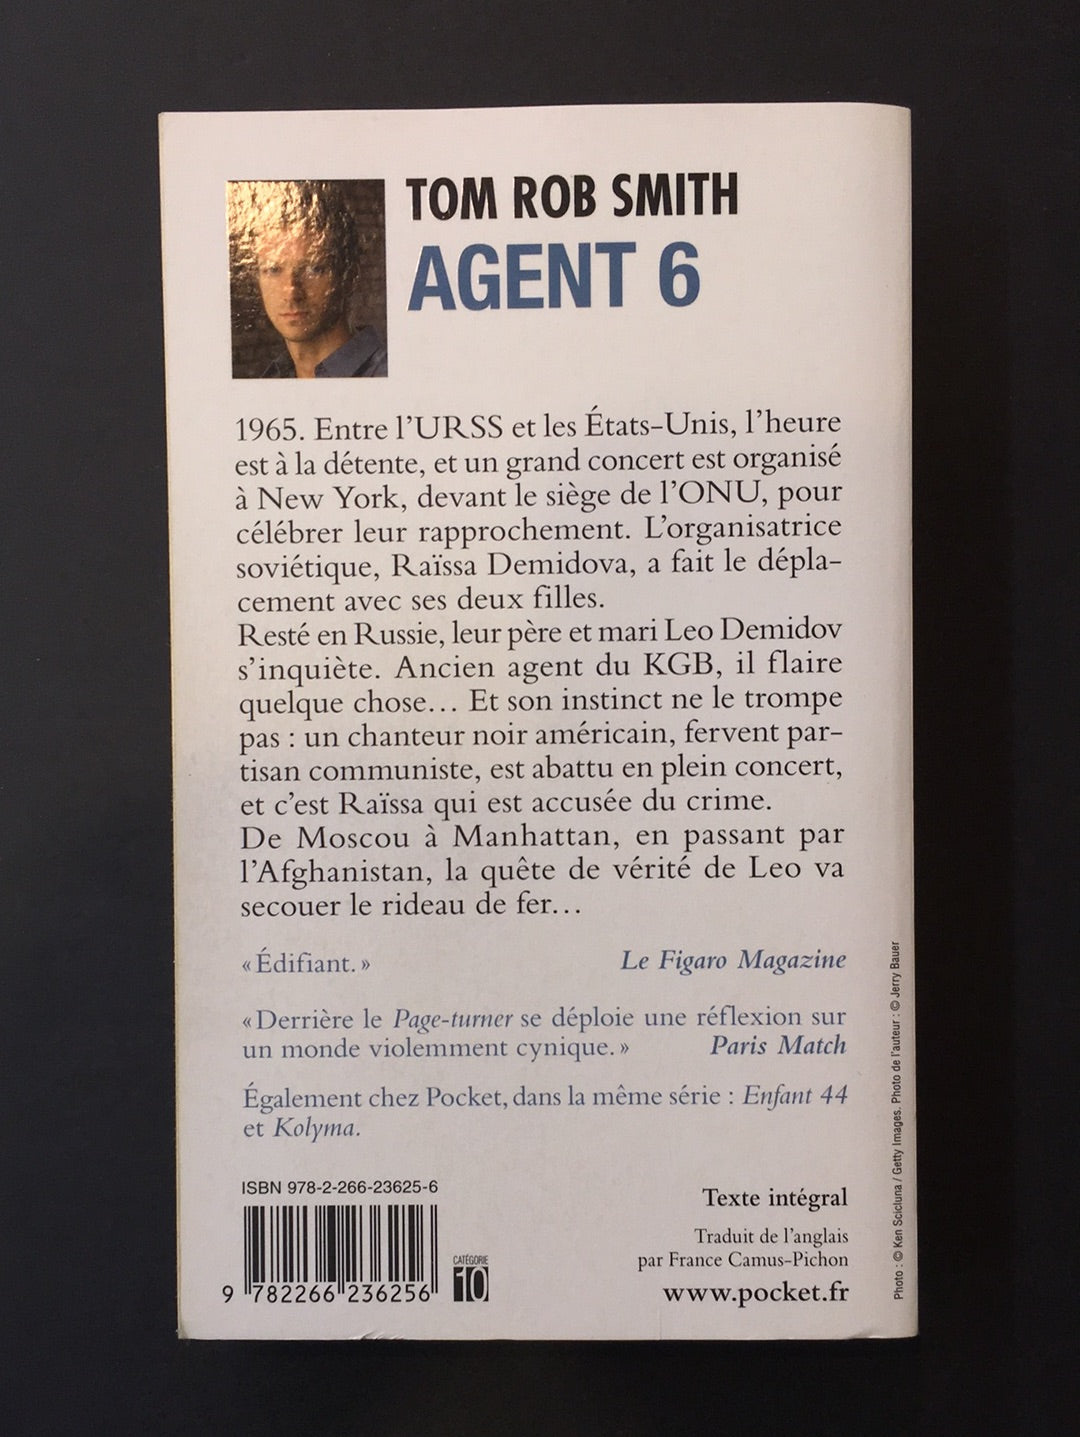 TOM ROB SMITH
AGENT 6
1965. Entre l'URSS et les États-Unis, l'heure
est à la détente, et un grand concert est organisé
à New York, devant le siège de l'ONU, pour
célébrer leur rapprochement. L'organisatrice
soviétique, Raïssa Demidova, a fait le dépla-
cement avec ses deux filles.
Resté en Russie, leur père et mari Leo Demidov
s'inquiète. Ancien agent du KGB, il flaire
quelque chose... Et son instinct ne le trompe
pas : un chanteur noir américain, fervent par-
tisan communiste, est abattu en plein concert,
et c'est Raïssa qui est accusée du crime.
De Moscou à Manhattan, en passant par
l'Afghanistan, la quête de vérité de Leo va
secouer le rideau de fer...
« Édifiant. » Le Figaro Magazine
« Derrière le Page-turner se déploie une réflexion sur
un monde violemment cynique. » Paris Match
Également chez Pocket, dans la même série : Enfant 44
et Kolyma.
ISBN 978-2-266-23625-6
9 782266 236256
CATÉGORIE
10
Texte intégral
Traduit de l'anglais
par France Camus-Pichon
www.pocket.fr
Photo : © Ken Scicluna / Getty Images. Photo de l'auteur : © Jerry Bauer